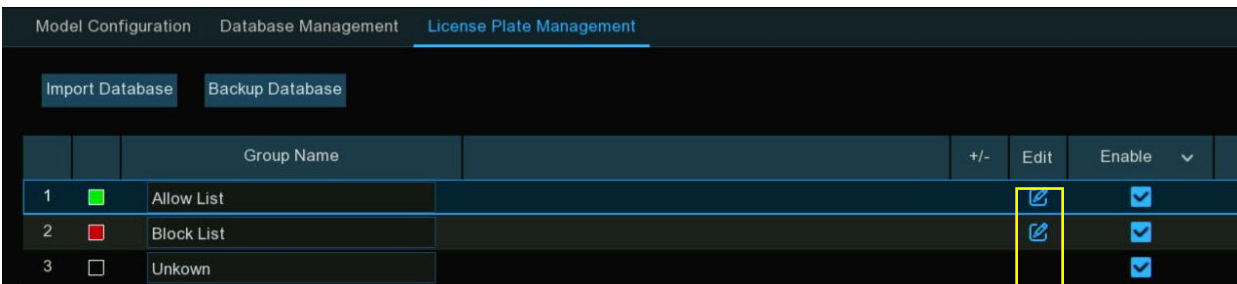 Model Configuration Database Management License Plate Management
Import Database Backup Database
Group Name +/- Edit Enable
1 Allow List
2 Block List
3 Unkown